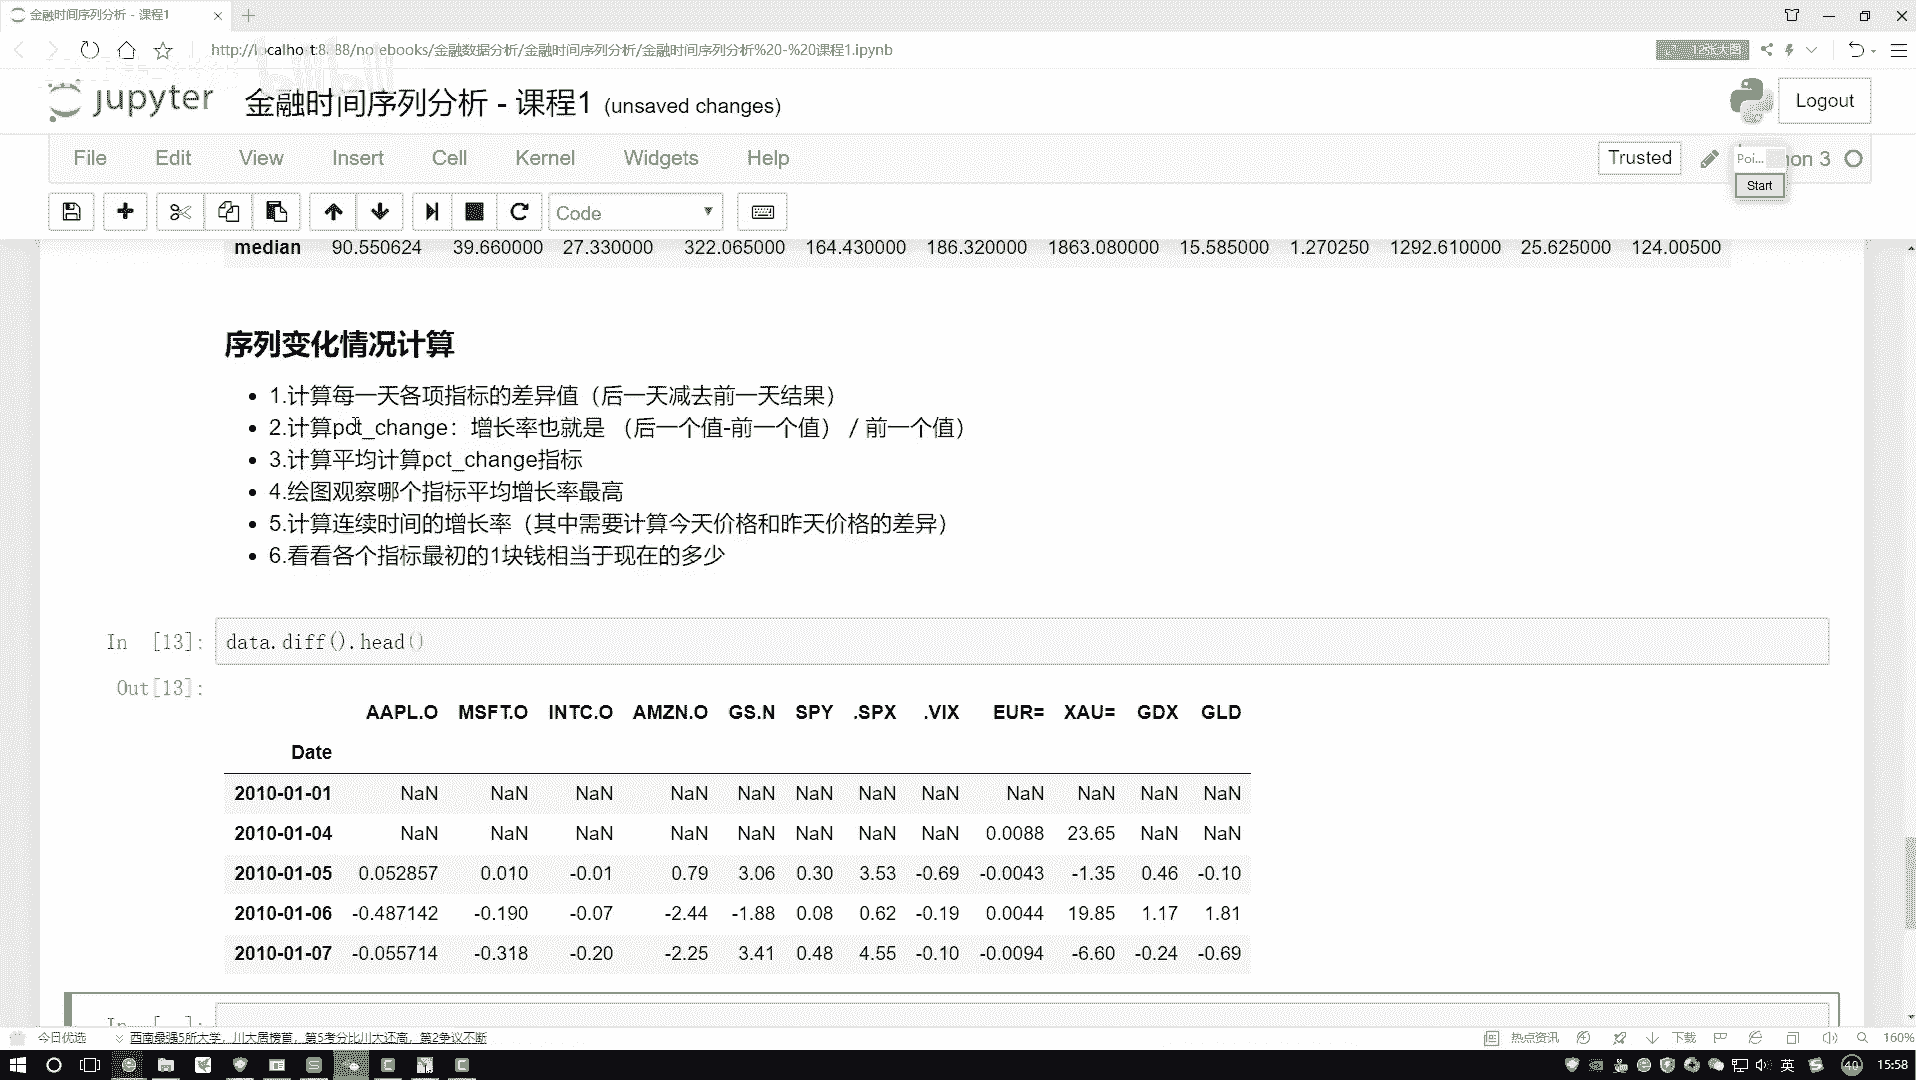 金融时间序列分析 - 课程1
http://localhost:8888/notebooks/金融数据分析/金融时间序列分析/金融时间序列分析%20-%20课程1.ipynb
12张大图
jupyter 金融时间序列分析 - 课程1 (unsaved changes)
Logout
File Edit View Insert Cell Kernel Widgets Help
Trusted
Poi...
Start
Code
median 90.550624 39.660000 27.330000 322.065000 164.430000 186.320000 1863.080000 15.585000 1.270250 1292.610000 25.625000 124.00500
序列变化情况计算
• 1.计算每一天各项指标的差异值（后一天减去前一天结果）
• 2.计算pct_change：增长率也就是 （后一个值-前一个值） / 前一个值）
• 3.计算平均计算pct_change指标
• 4.绘图观察哪个指标平均增长率最高
• 5.计算连续时间的增长率（其中需要计算今天价格和昨天价格的差异）
• 6.看看各个指标最初的1块钱相当于现在的多少
In [13]: data.diff().head()
Out[13]:
AAPL.O MSFT.O INTC.O AMZN.O GS.N SPY .SPX .VIX EUR= XAU= GDX GLD
Date
2010-01-01 NaN NaN NaN NaN NaN NaN NaN NaN NaN NaN NaN NaN
2010-01-04 NaN NaN NaN NaN NaN NaN NaN NaN 0.0088 23.65 NaN NaN
2010-01-05 0.052857 0.010 -0.01 0.79 3.06 0.30 3.53 -0.69 -0.0043 -1.35 0.46 -0.10
2010-01-06 -0.487142 -0.190 -0.07 -2.44 -1.88 0.08 0.62 -0.19 0.0044 19.85 1.17 1.81
2010-01-07 -0.055714 -0.318 -0.20 -2.25 3.41 0.48 4.55 -0.10 -0.0094 -6.60 -0.24 -0.69
今日优选 西南最强5所大学，川大居榜首，第5考分比川大还高，第2争议不断
热点资讯 下载 160%
英 40 15:58